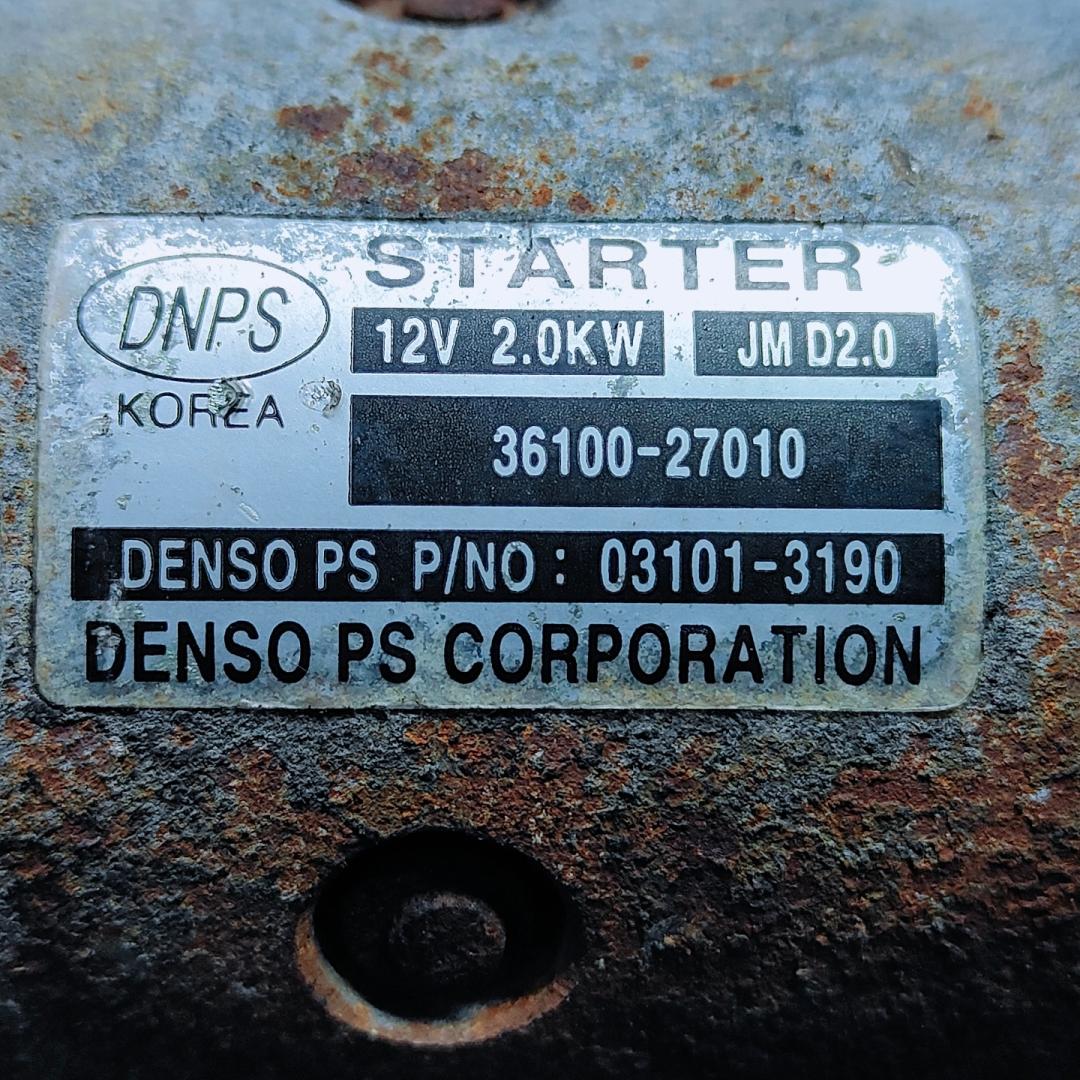 STARTER
DNPS
12V 2.0KW JM D2.0
KOREA
36100-27010
DENSO PS P/NO : 03101-3190
DENSO PS CORPORATION